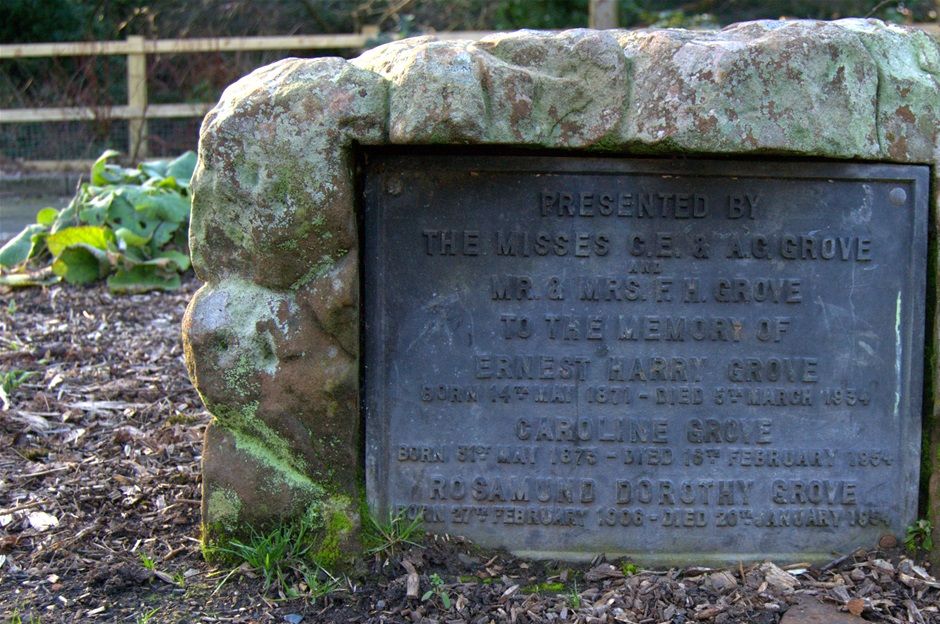 PRESENTED BY
THE MISSES C.E. & A.G. GROVE
AND
MR. & MRS. F. H. GROVE
TO THE MEMORY OF
ERNEST HARRY GROVE
BORN 14TH MAY 1871 - DIED 5TH MARCH 1934
CAROLINE GROVE
BORN 31ST MAY 1875 - DIED 16TH FEBRUARY 1954
ROSAMUND DOROTHY GROVE
BORN 27TH FEBRUARY 1906 - DIED 20TH JANUARY